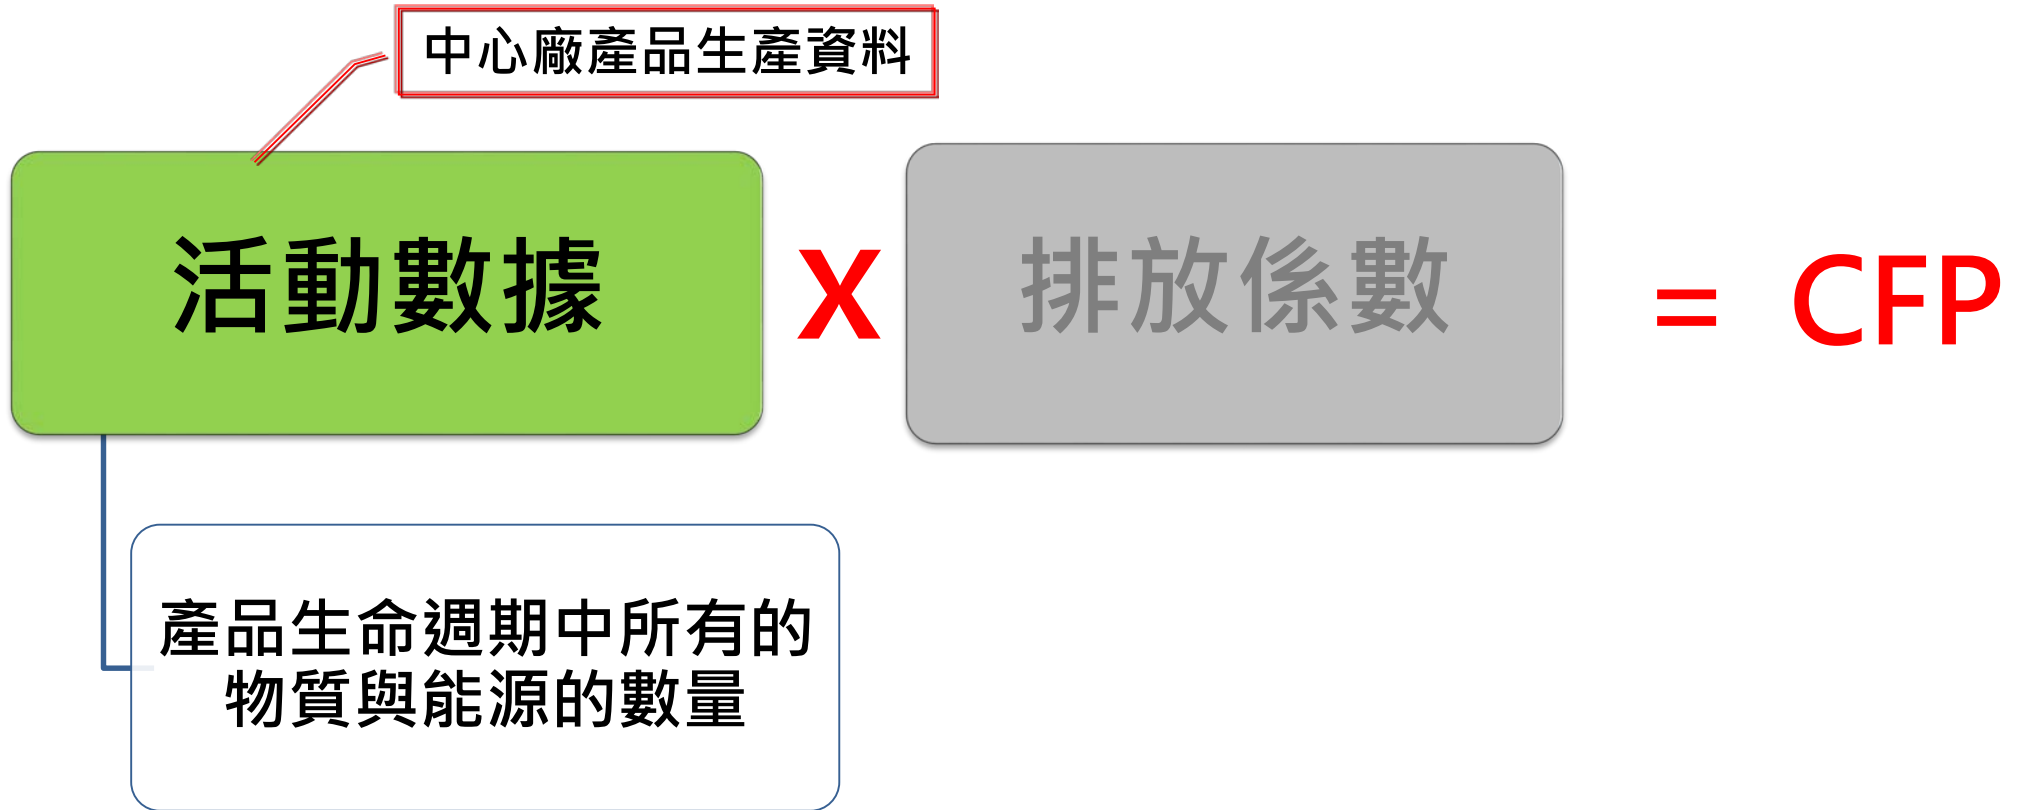 中心廠產品生產資料
活動數據 X 排放係數 = CFP
產品生命週期中所有的
物質與能源的數量